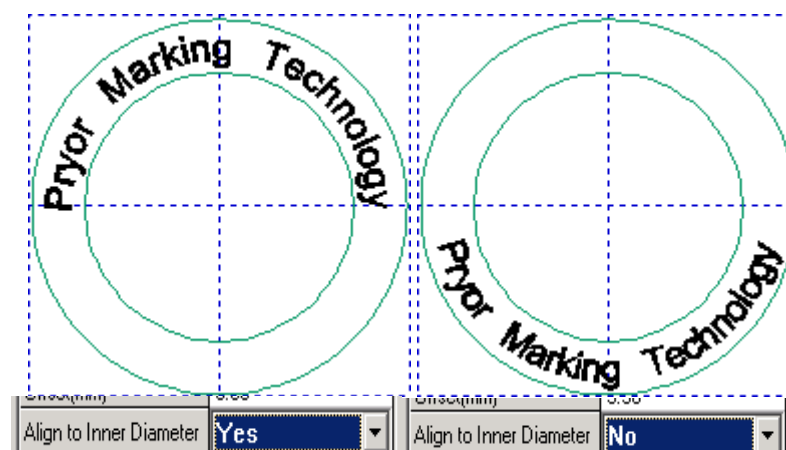 Pryor Marking Technology
Pryor Marking Technology
Align to Inner Diameter Yes
Align to Inner Diameter No